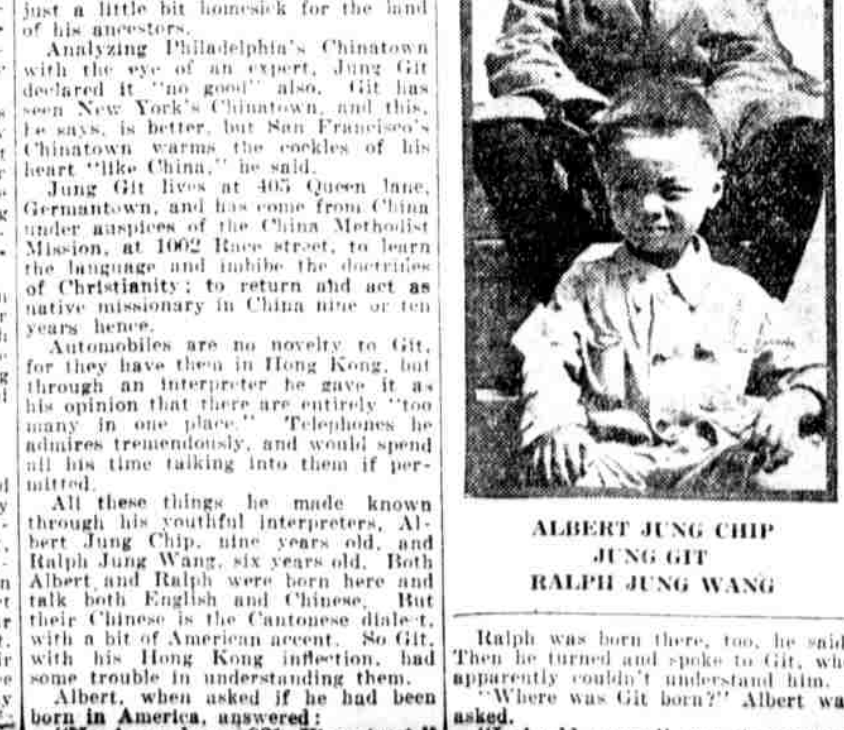 just a little bit homesick for the land
of his ancestors.
Analyzing Philadelphia's Chinatown
with the eye of an expert, Jung Git
declared it "no good" also. Git has
seen New York's Chinatown, and this,
he says, is better, but San Francisco's
Chinatown warms the cockles of his
heart "like China," he said.
Jung Git lives at 405 Queen lane,
Germantown, and has come from China
under auspices of the China Methodist
Mission, at 1002 Race street, to learn
the language and imbibe the doctrines
of Christianity; to return and act as
native missionary in China nine or ten
years hence.
Automobiles are no novelty to Git,
for they have them in Hong Kong, but
through an interpreter he gave it as
his opinion that there are entirely "too
many in one place." Telephones he
admires tremendously, and would spend
all his time talking into them if per-
mitted.
All these things he made known
through his youthful interpreters, Al-
bert Jung Chip, nine years old, and
Ralph Jung Wang, six years old. Both
Albert and Ralph were born here and
talk both English and Chinese. But
their Chinese is the Cantonese dialect,
with a bit of American accent. So Git,
with his Hong Kong inflection, had
some trouble in understanding them.
Albert, when asked if he had been
born in America, answered:
ALBERT JUNG CHIP
JUNG GIT
RALPH JUNG WANG
Ralph was born there, too, he said
Then he turned and spoke to Git, who
apparently couldn't understand him.
"Where was Git born?" Albert wa
asked.